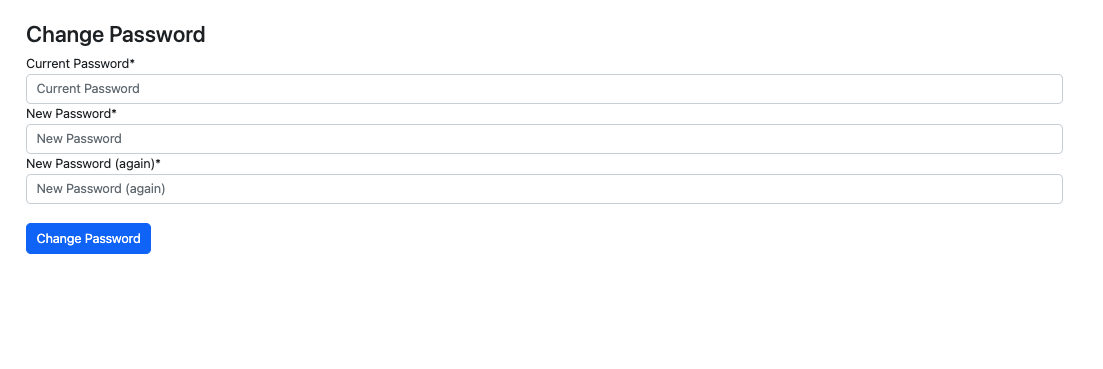 Change Password
Current Password*
Current Password
New Password*
New Password
New Password (again)*
New Password (again)
Change Password